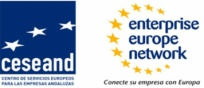 ceseand
CENTRO DE SERVICIOS EUROPEOS
PARA LAS EMPRESAS ANDALUZAS
enterprise
europe
network
Conecte su empresa con Europa